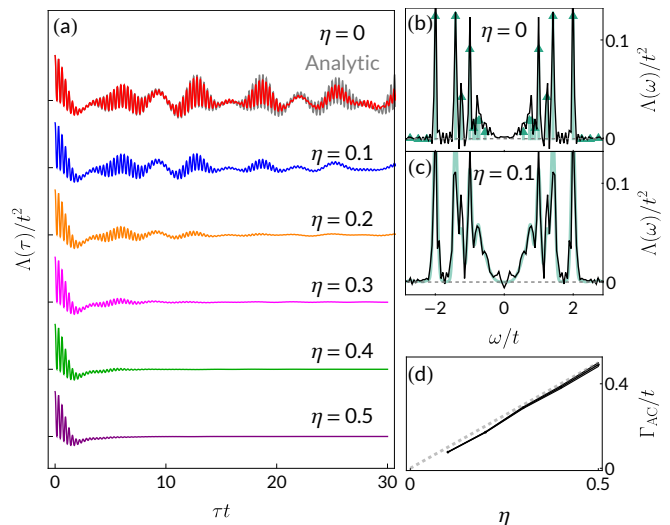 (a)
η = 0
Analytic
η = 0.1
η = 0.2
η = 0.3
η = 0.4
η = 0.5
Λ(τ)/t²
0
10
20
30
τt
(b)
η = 0
0.1
0
Λ(ω)/t²
(c)
η = 0.1
0.1
0
Λ(ω)/t²
−2
0
2
ω/t
(d)
0.4
0
Γ_AC/t
0
0.5
η